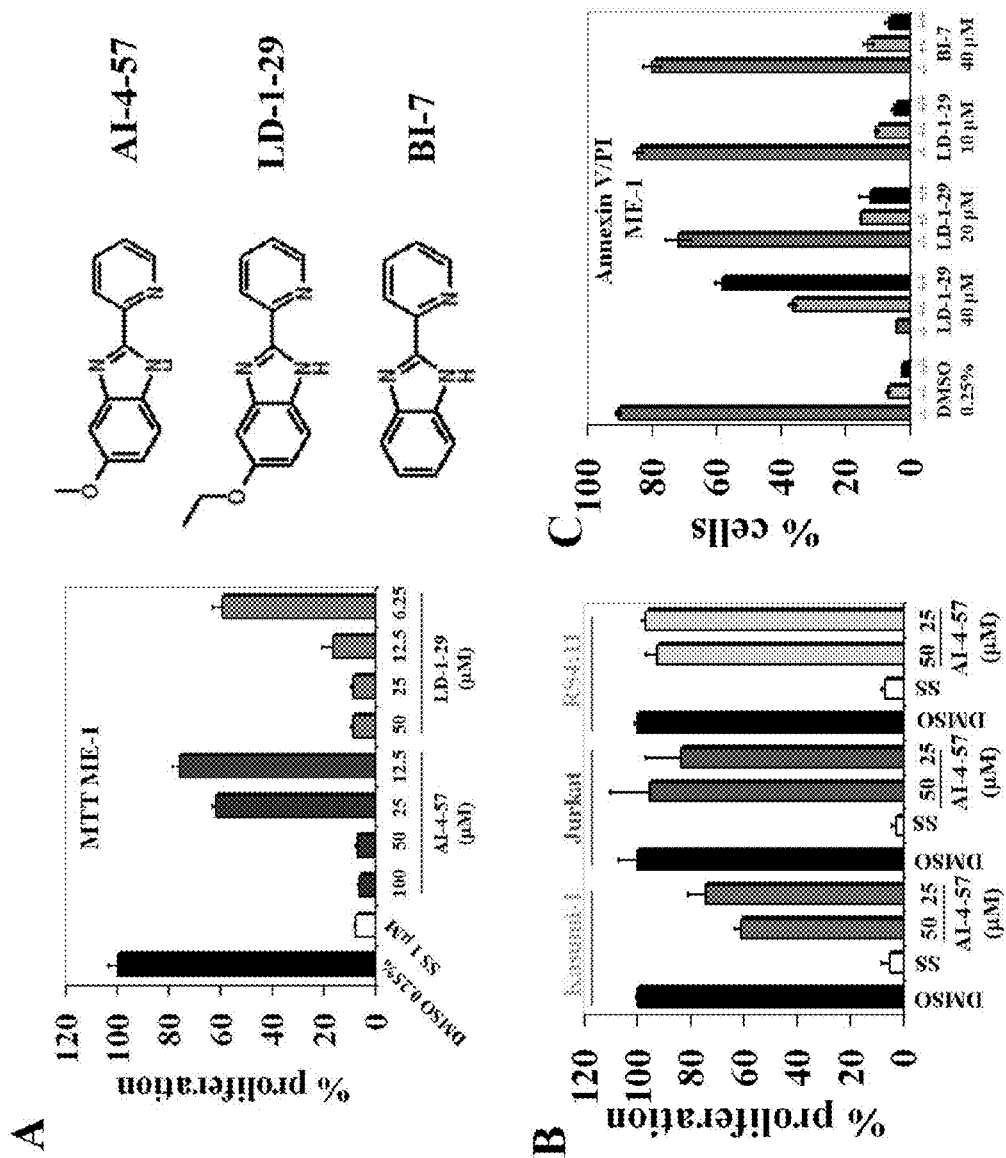 A
MTT ME-1
% proliferation
120
100
80
60
40
20
0
DMSO 0.25%
SS 1 µM
100
50
25
12.5
AI-4-57
(µM)
50
25
12.5
6.25
LD-1-29
(µM)
O
N
N
H
N
AI-4-57
O
N
N
H
N
LD-1-29
N
N
H
N
BI-7
B
% proliferation
120
100
80
60
40
20
0
Kasumi-1
Jurkat
RS4;11
DMSO
SS
50 25
AI-4-57
(µM)
DMSO
SS
50 25
AI-4-57
(µM)
DMSO
SS
50 25
AI-4-57
(µM)
C
Annexin V/PI
ME-1
% cells
100
80
60
40
20
0
DMSO
0.25%
LD-1-29
40 µM
LD-1-29
20 µM
LD-1-29
10 µM
BI-7
40 µM